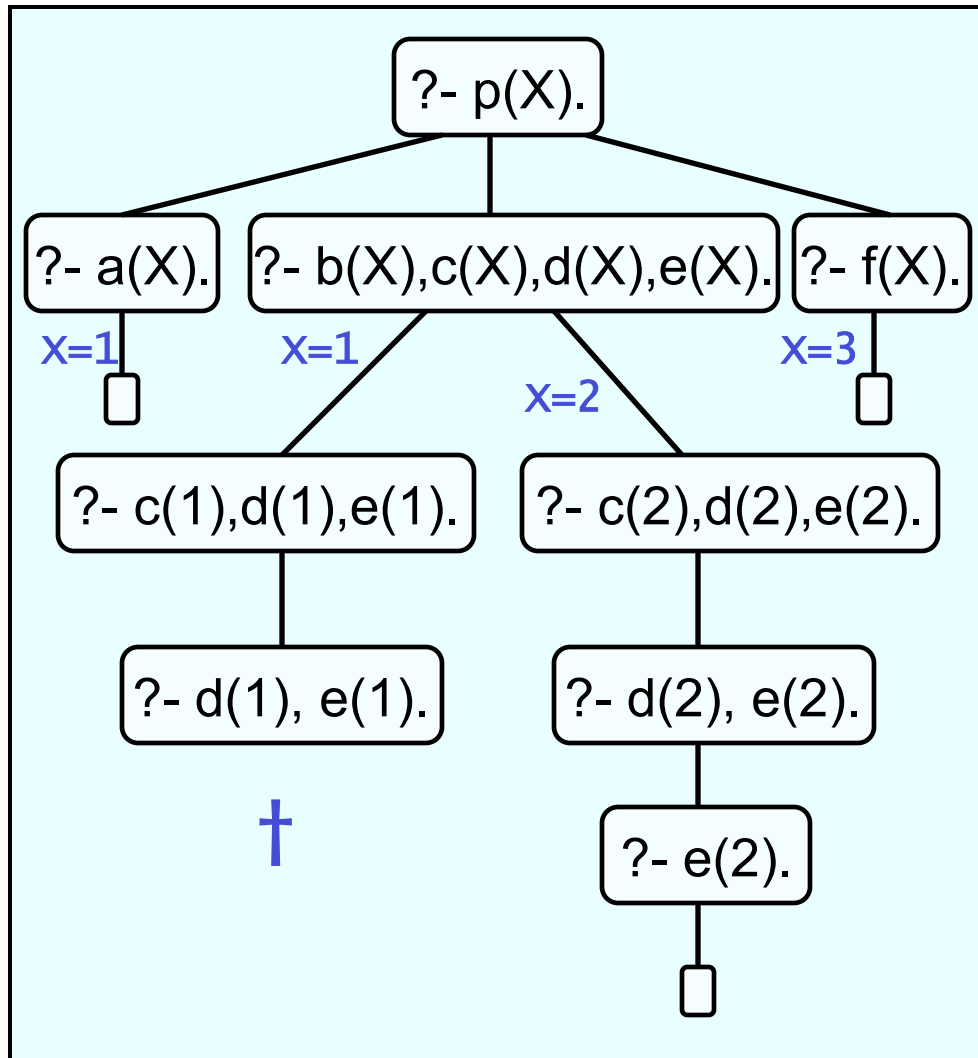 ?- p(X).
?- a(X).
?- b(X),c(X),d(X),e(X).
?- f(X).
X=1
X=1
X=3
X=2
?- c(1),d(1),e(1).
?- c(2),d(2),e(2).
?- d(1), e(1).
?- d(2), e(2).
†
?- e(2).